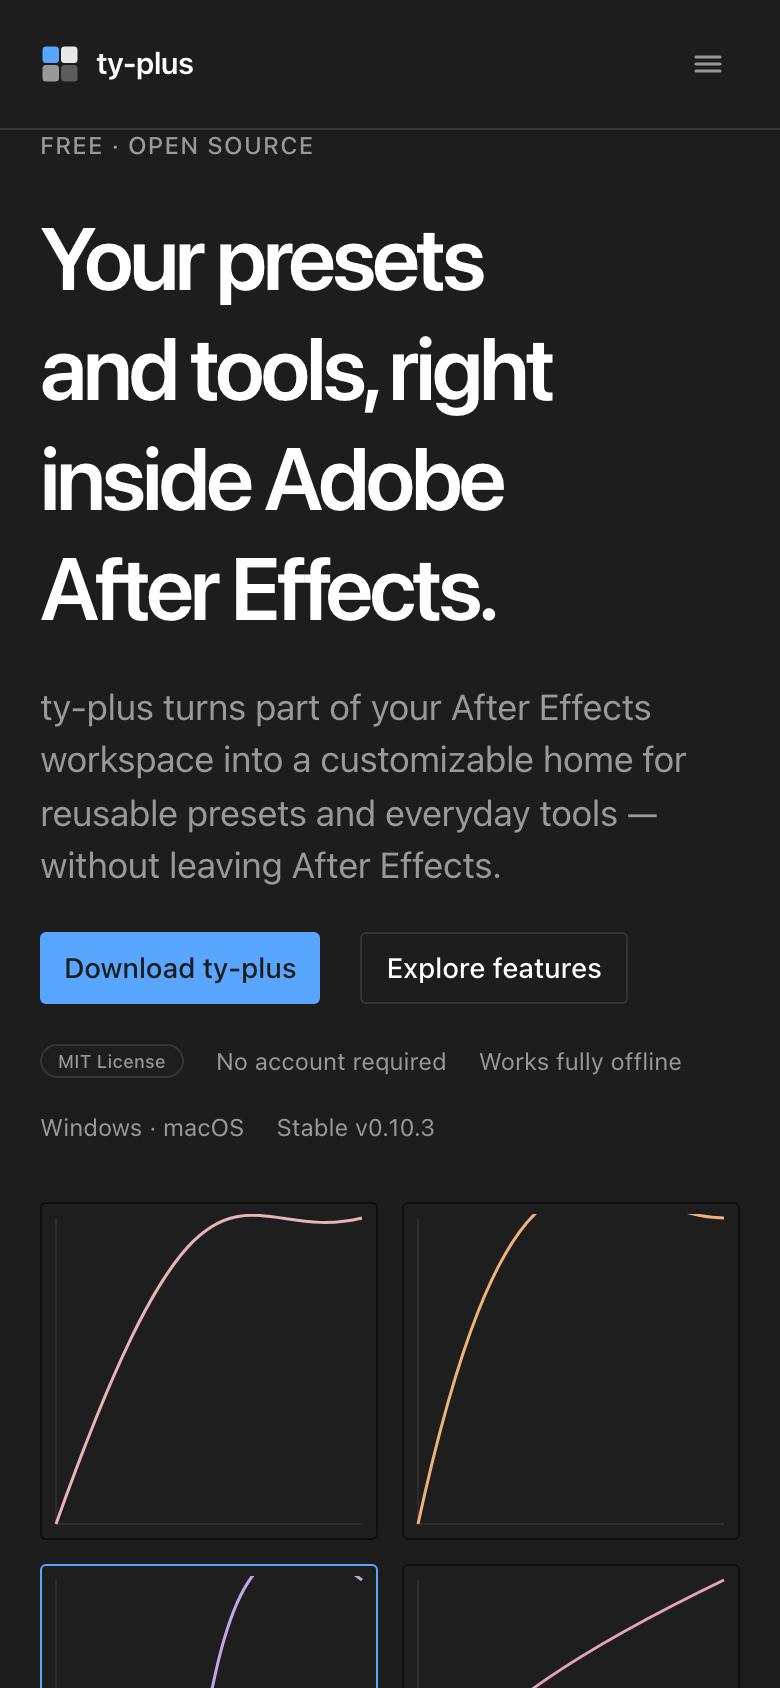 ty-plus
FREE · OPEN SOURCE
Your presets
and tools, right
inside Adobe
After Effects.
ty-plus turns part of your After Effects
workspace into a customizable home for
reusable presets and everyday tools —
without leaving After Effects.
Download ty-plus
Explore features
MIT License
No account required
Works fully offline
Windows · macOS
Stable v0.10.3